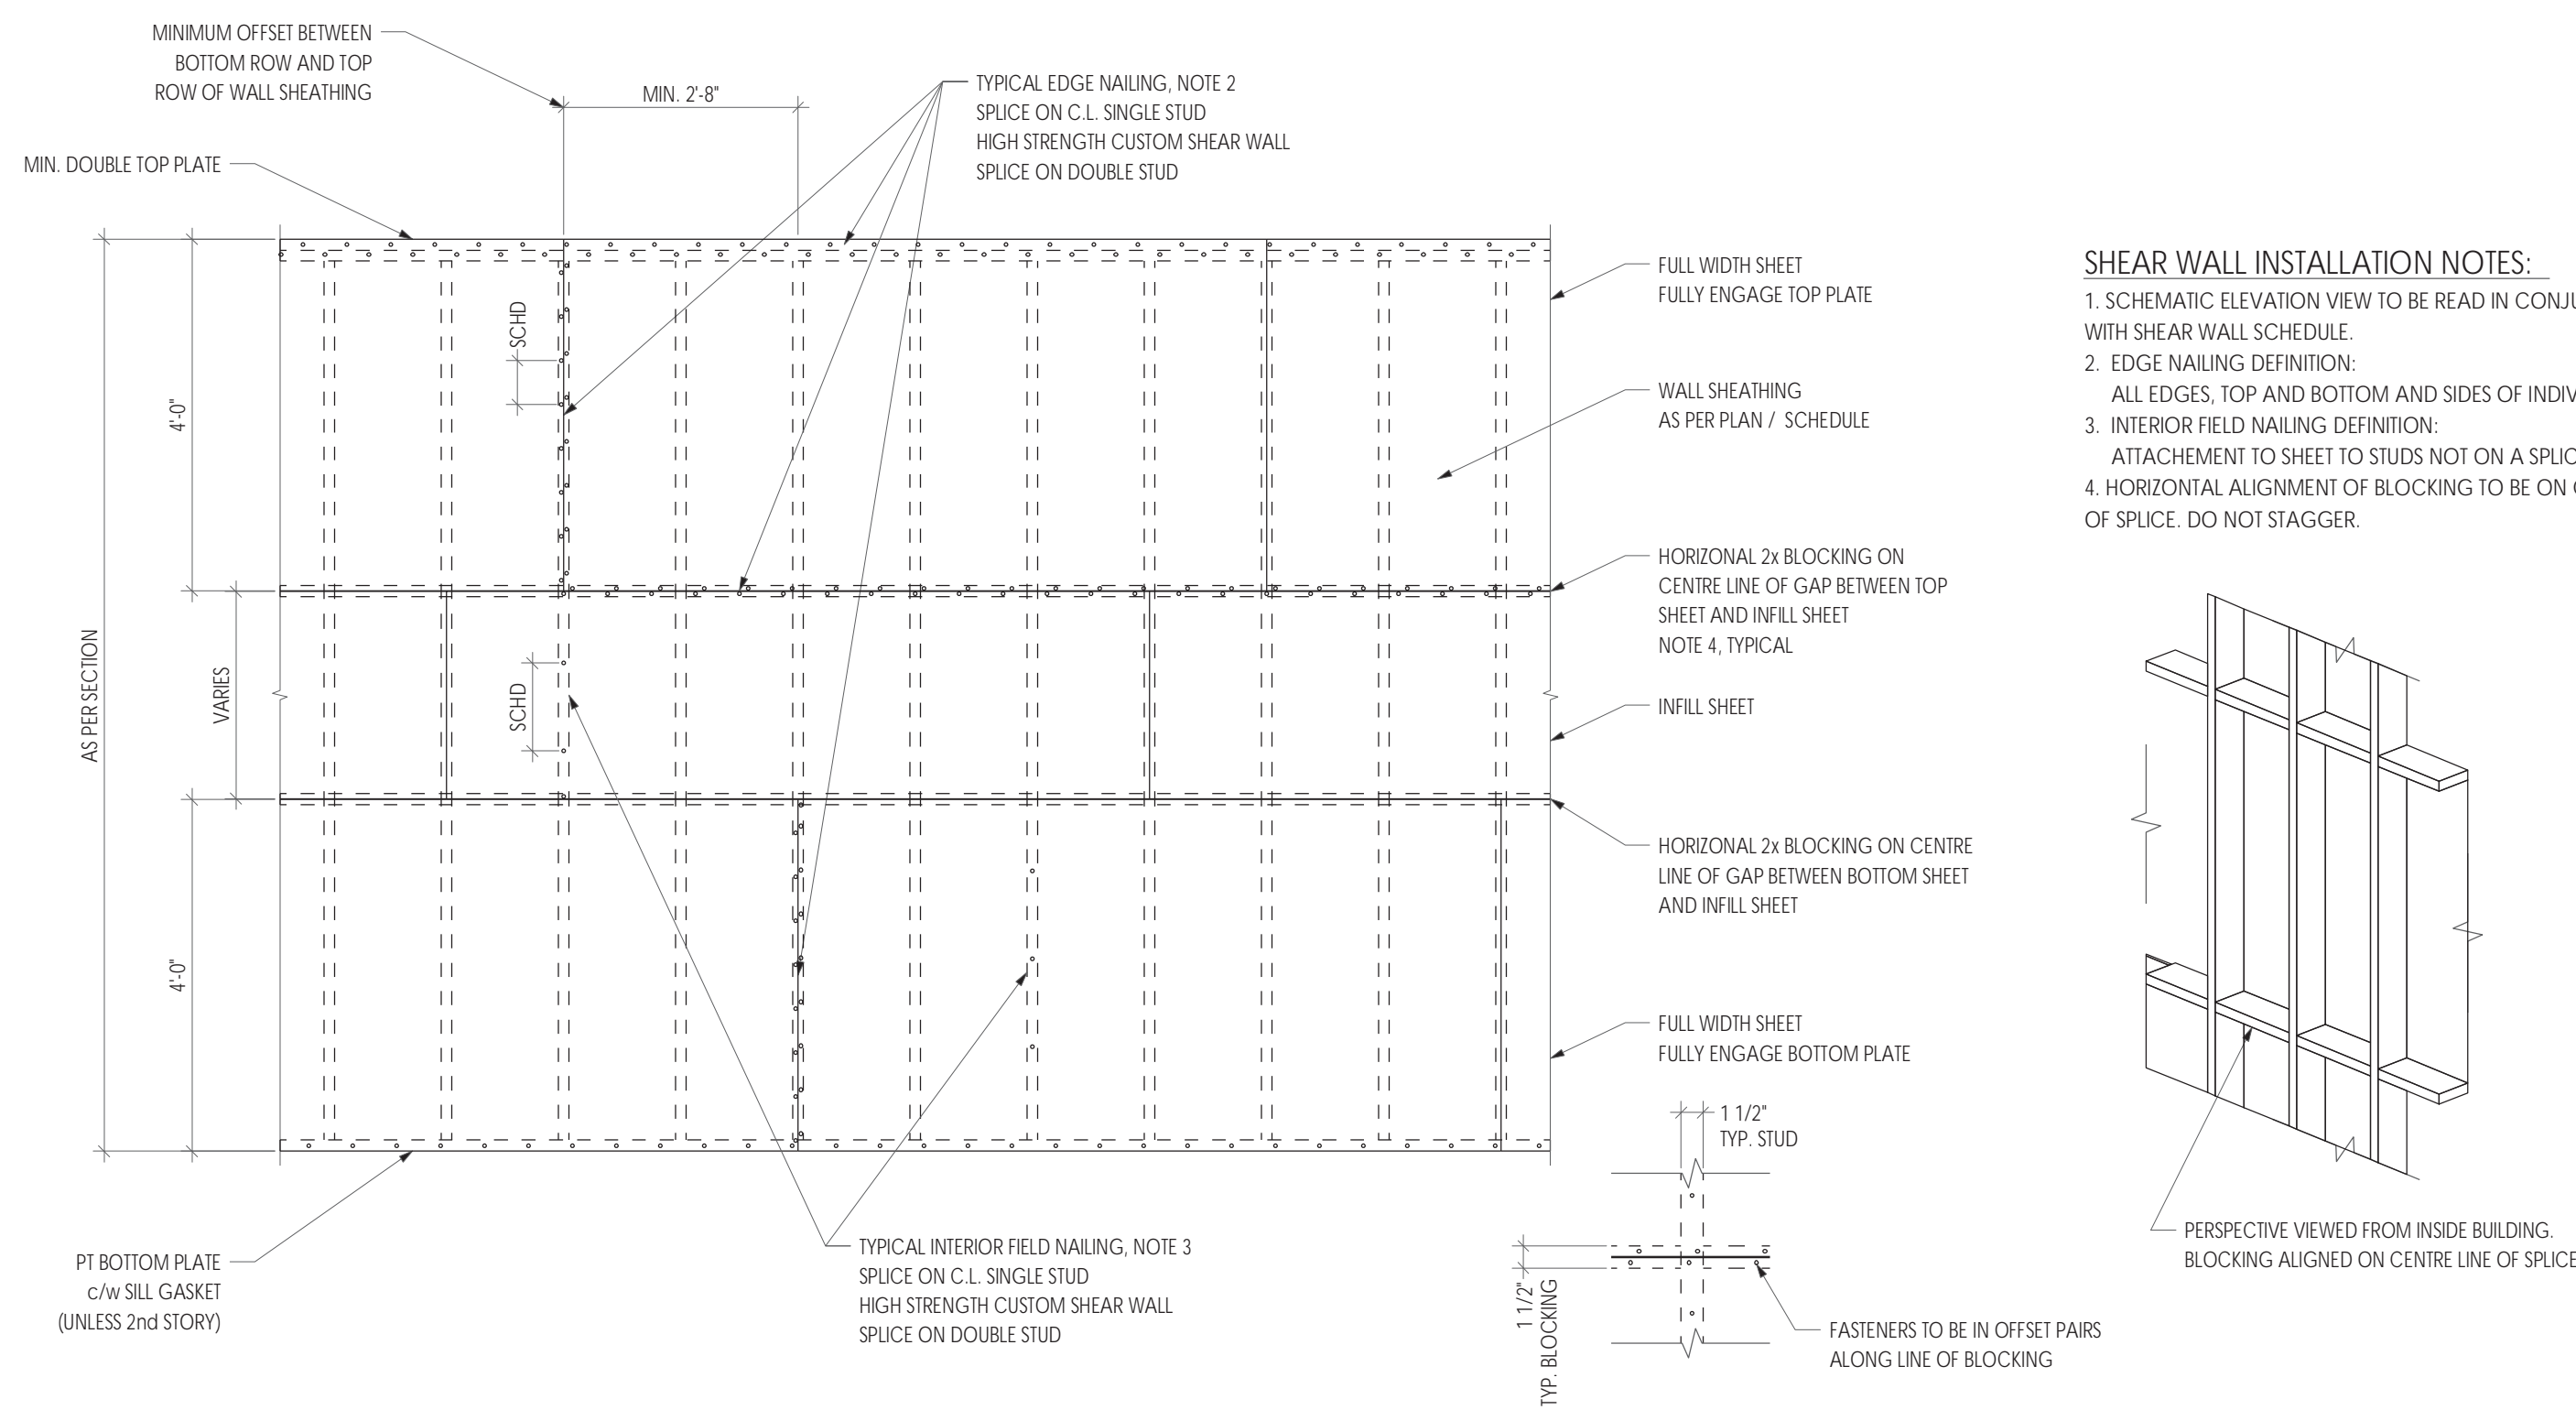 MINIMUM OFFSET BETWEEN
BOTTOM ROW AND TOP
ROW OF WALL SHEATHING
MIN. 2'-8"
TYPICAL EDGE NAILING, NOTE 2
SPLICE ON C.L. SINGLE STUD
HIGH STRENGTH CUSTOM SHEAR WALL
SPLICE ON DOUBLE STUD
MIN. DOUBLE TOP PLATE
FULL WIDTH SHEET
FULLY ENGAGE TOP PLATE
WALL SHEATHING
AS PER PLAN / SCHEDULE
HORIZONAL 2x BLOCKING ON
CENTRE LINE OF GAP BETWEEN TOP
SHEET AND INFILL SHEET
NOTE 4, TYPICAL
INFILL SHEET
HORIZONAL 2x BLOCKING ON CENTRE
LINE OF GAP BETWEEN BOTTOM SHEET
AND INFILL SHEET
FULL WIDTH SHEET
FULLY ENGAGE BOTTOM PLATE
AS PER SECTION
4'-0"
VARIES
4'-0"
SCHD
SCHD
PT BOTTOM PLATE
c/w SILL GASKET
(UNLESS 2nd STORY)
TYPICAL INTERIOR FIELD NAILING, NOTE 3
SPLICE ON C.L. SINGLE STUD
HIGH STRENGTH CUSTOM SHEAR WALL
SPLICE ON DOUBLE STUD
1 1/2"
TYP. STUD
1 1/2"
TYP. BLOCKING
FASTENERS TO BE IN OFFSET PAIRS
ALONG LINE OF BLOCKING
SHEAR WALL INSTALLATION NOTES:
1. SCHEMATIC ELEVATION VIEW TO BE READ IN
WITH SHEAR WALL SCHEDULE.
2. EDGE NAILING DEFINITION:
ALL EDGES, TOP AND BOTTOM AND SIDES OF
3. INTERIOR FIELD NAILING DEFINITION:
ATTACHEMENT TO SHEET TO STUDS NOT ON A
4. HORIZONTAL ALIGNMENT OF BLOCKING TO BE ON
OF SPLICE. DO NOT STAGGER.
PERSPECTIVE VIEWED FROM INSIDE BUILDING.
BLOCKING ALIGNED ON CENTRE LINE OF SPLICE